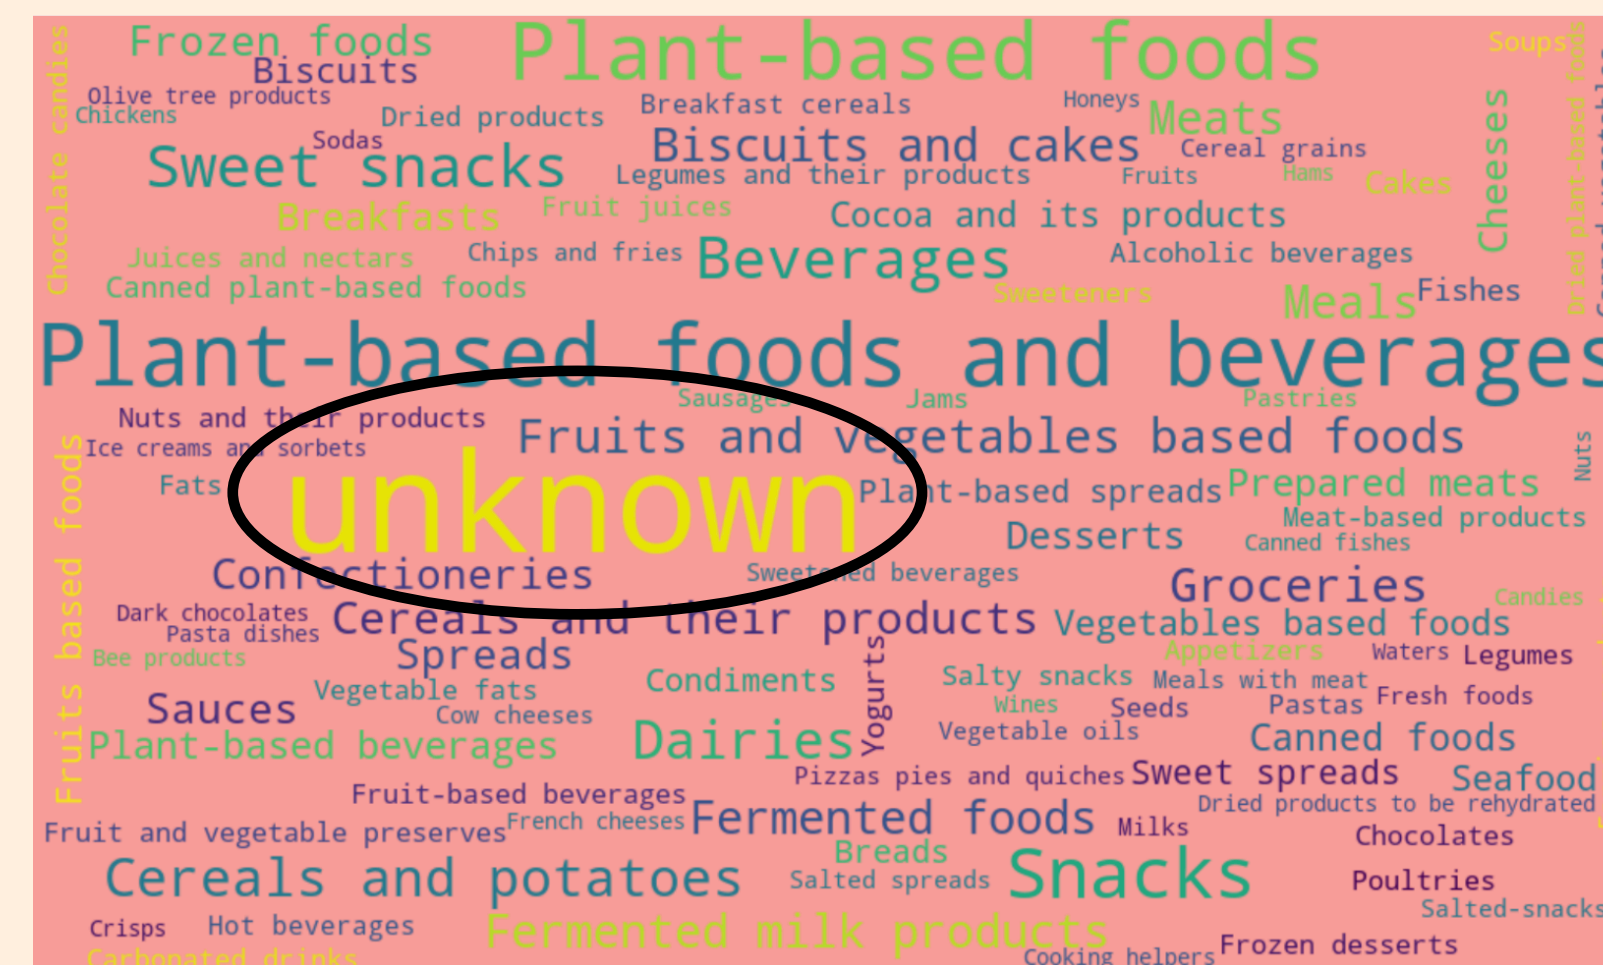 Frozen foods
Plant-based foods
Soups
Biscuits
Olive tree products
Breakfast cereals
Honeys
Chickens
Dried products
Meats
Sodas
Biscuits and cakes
Cereal grains
Sweet snacks
Legumes and their products
Fruits
Hams
Cakes
Cheeses
Chocolate candies
Dried plant-based foods
Breakfasts
Fruit juices
Cocoa and its products
Juices and nectars
Chips and fries
Beverages
Alcoholic beverages
Canned plant-based foods
Sweeteners
Meals
Fishes
Plant-based foods and beverages
Sausages
Jams
Pastries
Nuts and their products
Fruits and vegetables based foods
Ice creams and sorbets
Nuts
Fats
unknown
Plant-based spreads
Prepared meats
Meat-based products
Desserts
Canned fishes
Confectioneries
Sweetened beverages
Groceries
Candies
Fruits based foods
Dark chocolates
Cereals and their products
Vegetables based foods
Pasta dishes
Bee products
Spreads
Appetizers
Waters
Legumes
Yogurts
Vegetable fats
Condiments
Salty snacks
Meals with meat
Sauces
Cow cheeses
Wines
Seeds
Pastas
Fresh foods
Plant-based beverages
Dairies
Vegetable oils
Canned foods
Pizzas pies and quiches
Sweet spreads
Seafood
Fruit-based beverages
Dried products to be rehydrated
Fruit and vegetable preserves
French cheeses
Fermented foods
Milks
Chocolates
Cereals and potatoes
Breads
Salted spreads
Snacks
Poultries
Salted-snacks
Crisps
Hot beverages
Fermented milk products
Frozen desserts
Carbonated drinks
Cooking helpers